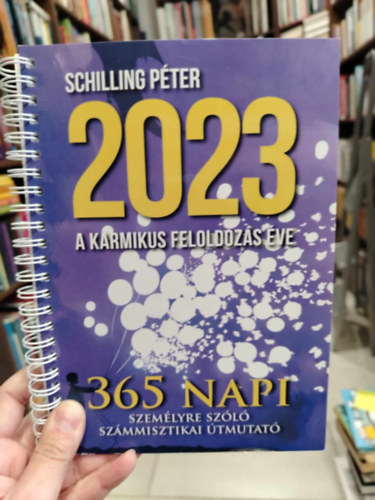 SCHILLING PÉTER
2023
A KARMIKUS FELOLDOZÁS ÉVE
365 NAPI
SZEMÉLYRE SZÓLÓ
SZÁMMISZTIKAI ÚTMUTATÓ